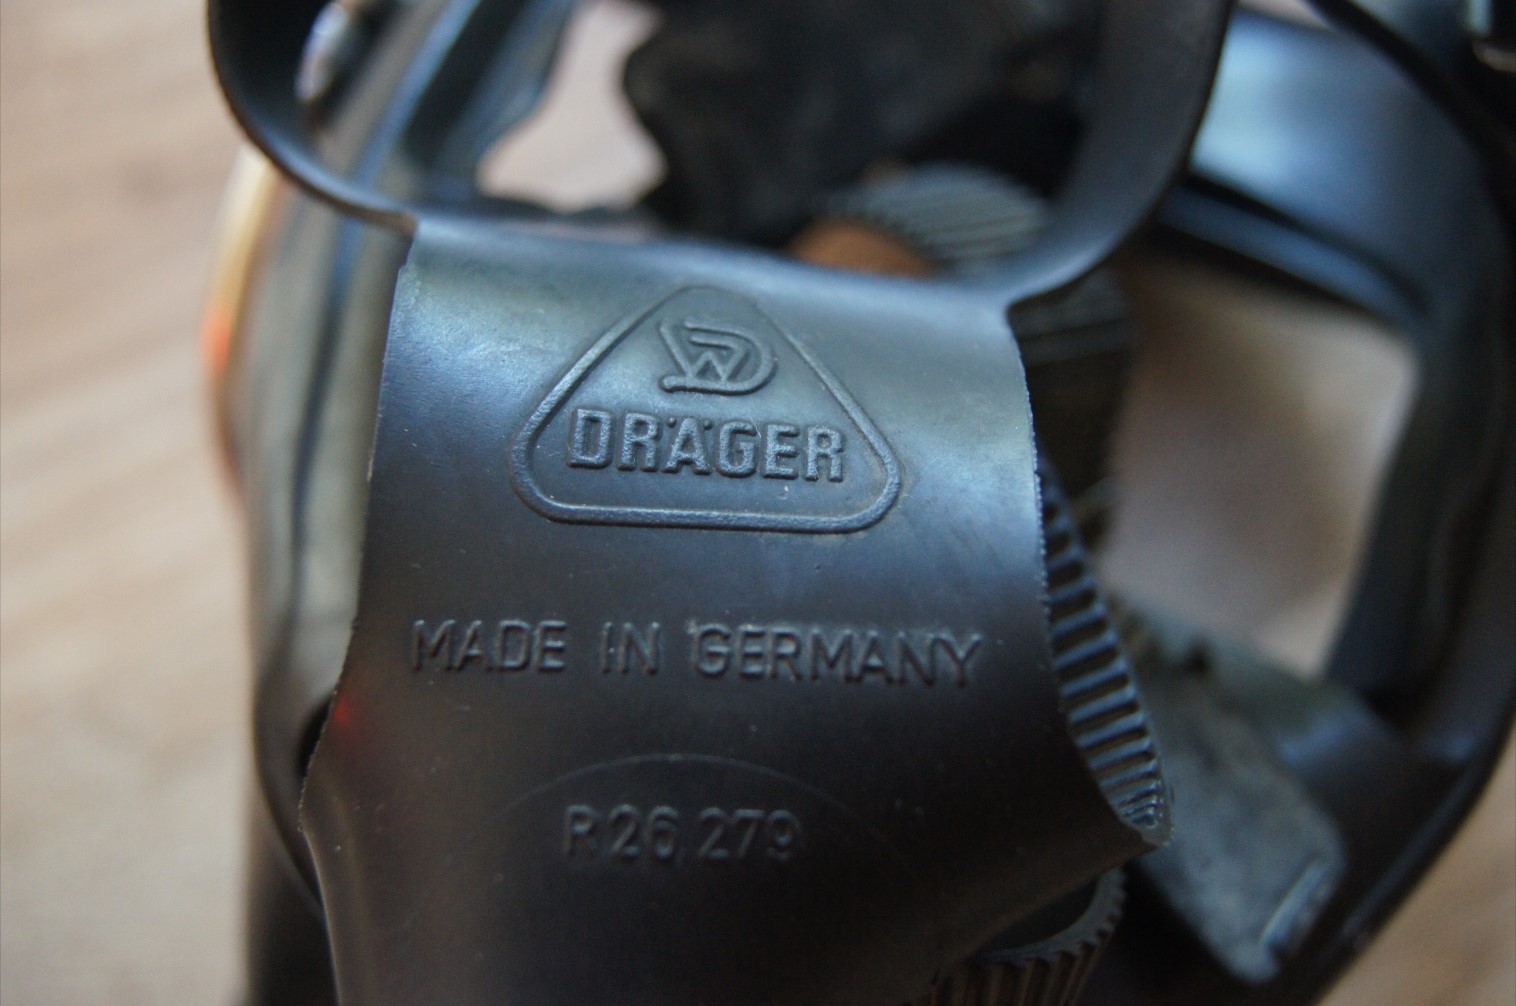 DRÄGER
MADE IN GERMANY
R 26 279